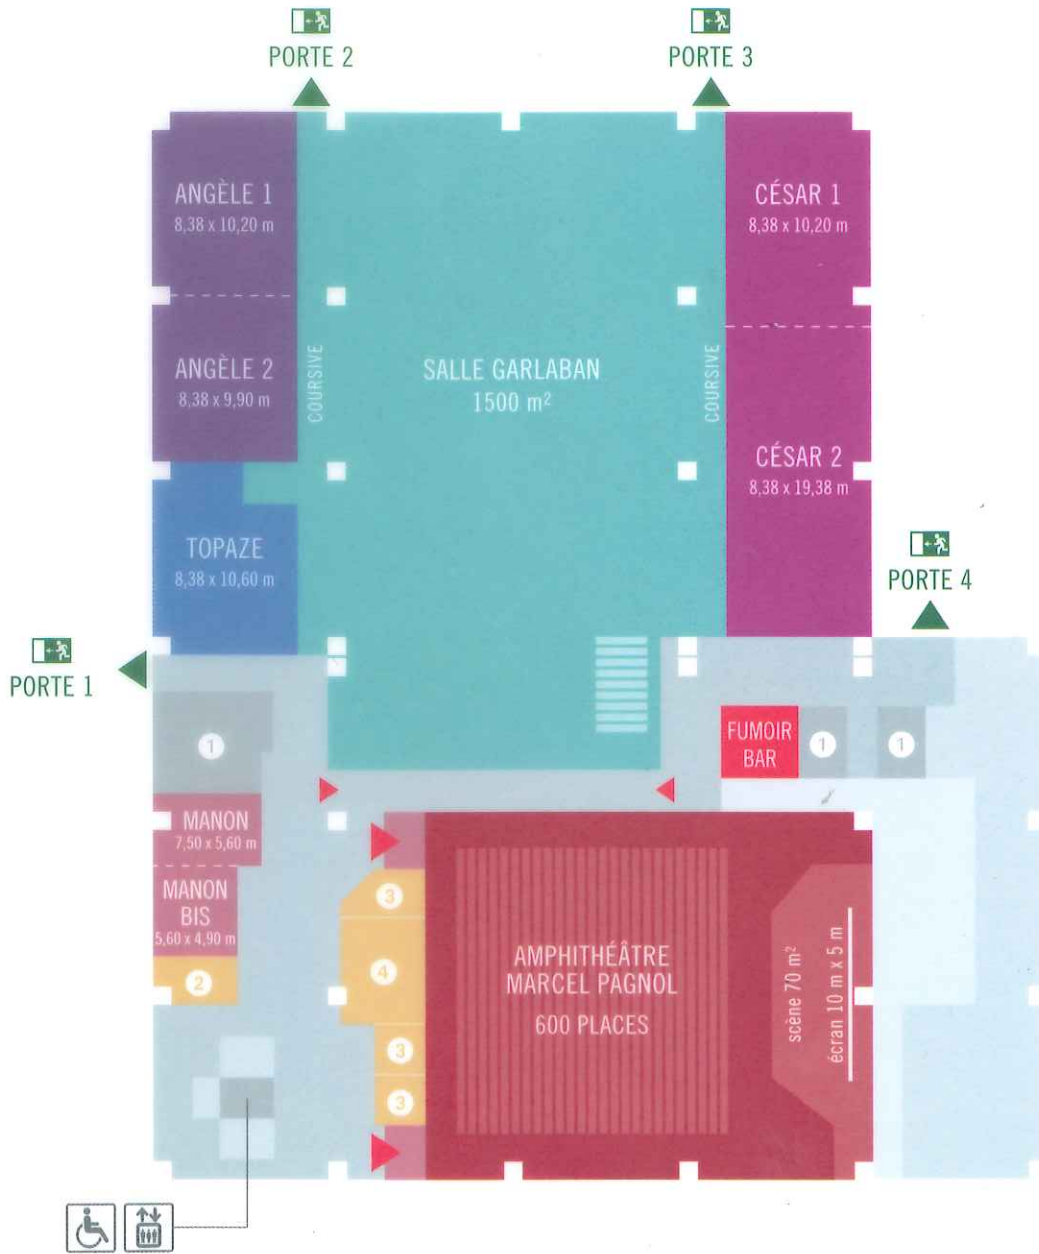 PORTE 2
PORTE 3
ANGÈLE 1
8,38 x 10,20 m
CÉSAR 1
8,38 x 10,20 m
ANGÈLE 2
8,38 x 9,90 m
COURSIVE
SALLE GARLABAN
1500 m²
COURSIVE
CÉSAR 2
8,38 x 19,38 m
TOPAZE
8,38 x 10,60 m
PORTE 4
PORTE 1
1
FUMOIR
BAR
1
1
MANON
7,50 x 5,60 m
MANON
BIS
5,60 x 4,90 m
2
3
4
3
3
AMPHITHÉÂTRE
MARCEL PAGNOL
600 PLACES
scène 70 m²
écran 10 m x 5 m